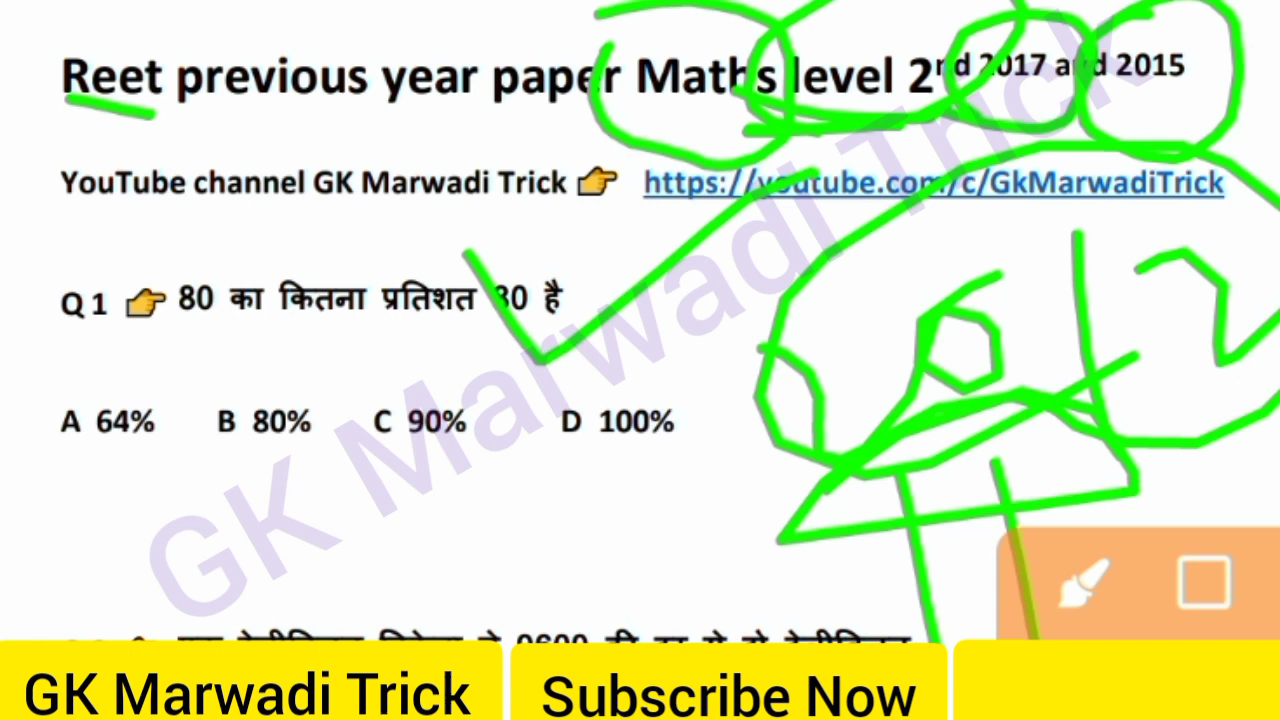 Reet previous year paper Maths level 2nd 2017 and 2015
YouTube channel GK Marwadi Trick 👉 https://youtube.com/c/GkMarwadiTrick
Q 1 👉 80 का कितना प्रतिशत 80 है
A 64% B 80% C 90% D 100%
GK Marwadi Trick
GK Marwadi Trick Subscribe Now